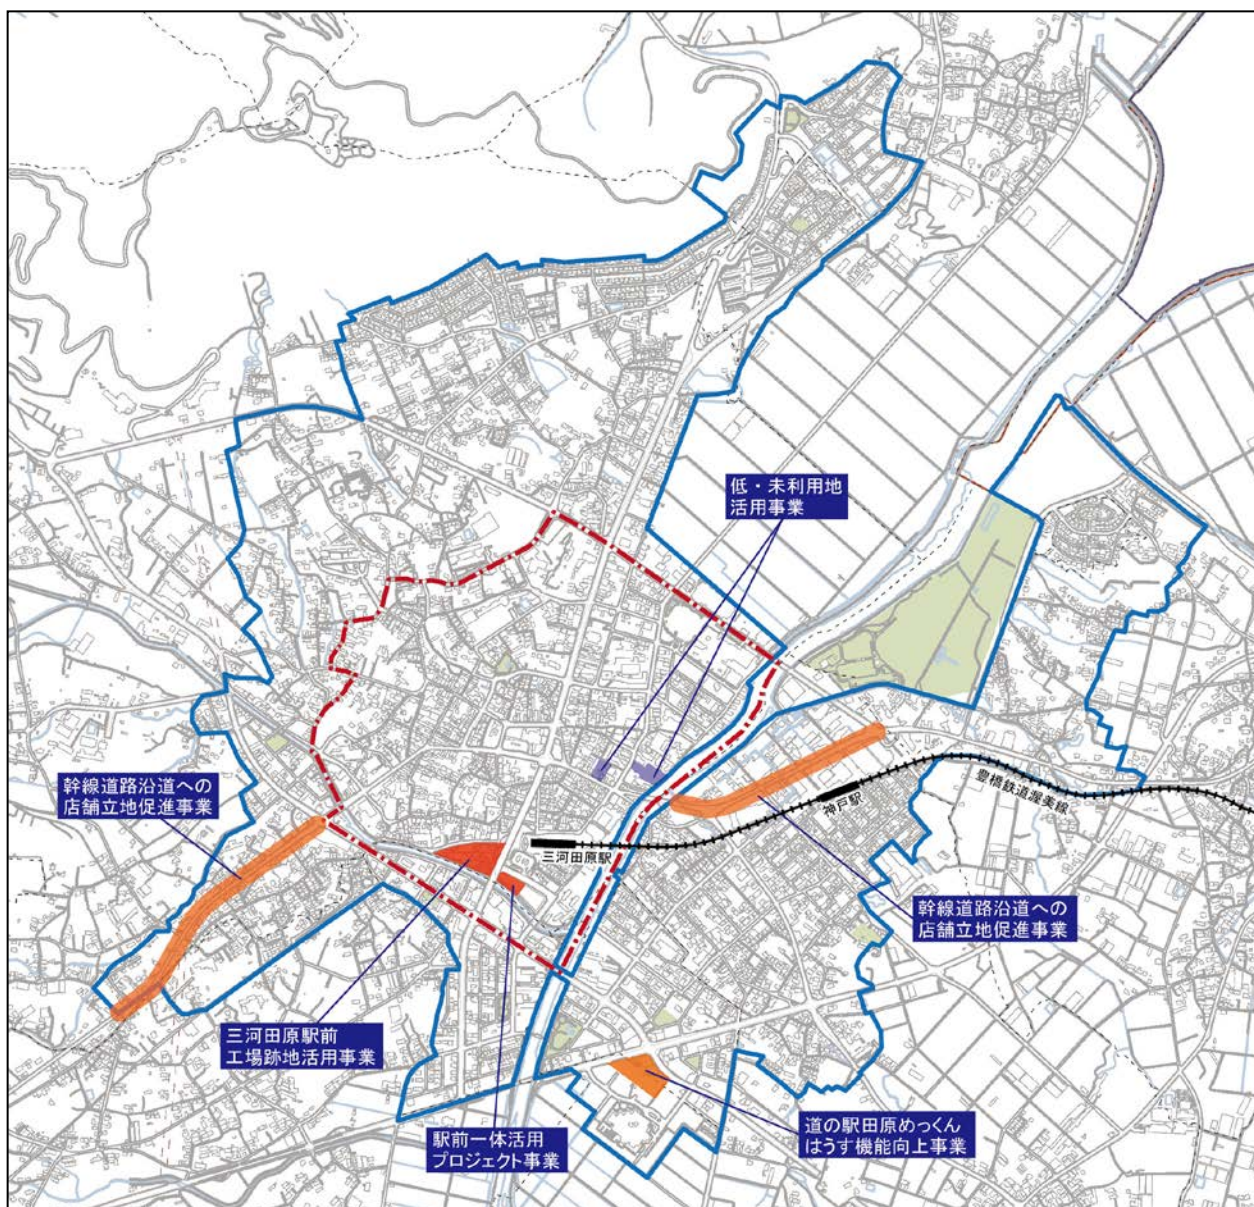 低・未利用地
活用事業
幹線道路沿道への
店舗立地促進事業
豊橋鉄道渥美線
神戸駅
三河田原駅
幹線道路沿道への
店舗立地促進事業
三河田原駅前
工場跡地活用事業
駅前一体活用
プロジェクト事業
道の駅田原めっくん
はうす機能向上事業